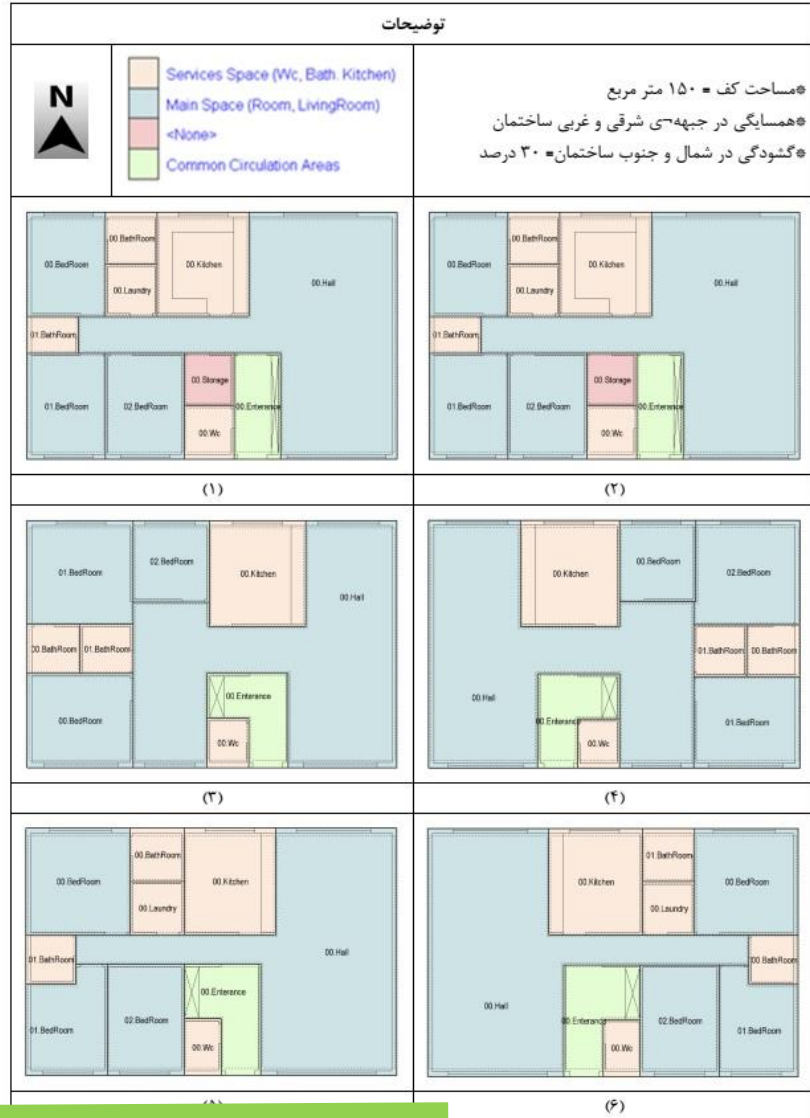 توضیحات
N
Services Space (Wc, Bath. Kitchen)
Main Space (Room, LivingRoom)
<None>
Common Circulation Areas
*مساحت کف = ۱۵۰ متر مربع
*همسایگی در جبهه¬ی شرقی و غربی ساختمان
*گشودگی در شمال و جنوب ساختمان= ۳۰ درصد
00.BedRoom
00.BathRoom
00.Laundry
00.Kitchen
00.Hall
01.BathRoom
01.BedRoom
02.BedRoom
00.Storage
00.Wc
00.Enterance
(۱)
00.BedRoom
00.BathRoom
00.Laundry
00.Kitchen
00.Hall
01.BathRoom
01.BedRoom
02.BedRoom
00.Storage
00.Wc
00.Enterance
(۲)
01.BedRoom
02.BedRoom
00.Kitchen
00.Hall
00.BathRoom
01.BathRoom
00.BedRoom
00.Enterance
00.Wc
(۳)
00.Kitchen
00.BedRoom
02.BedRoom
01.BathRoom
00.BathRoom
00.Hall
00.Enterance
00.Wc
01.BedRoom
(۴)
00.BedRoom
00.BathRoom
00.Laundry
00.Kitchen
00.Hall
01.BathRoom
01.BedRoom
02.BedRoom
00.Enterance
00.Wc
00.Kitchen
01.BathRoom
00.Laundry
00.BedRoom
00.BathRoom
00.Hall
00.Enterance
00.Wc
02.BedRoom
01.BedRoom
(۶)